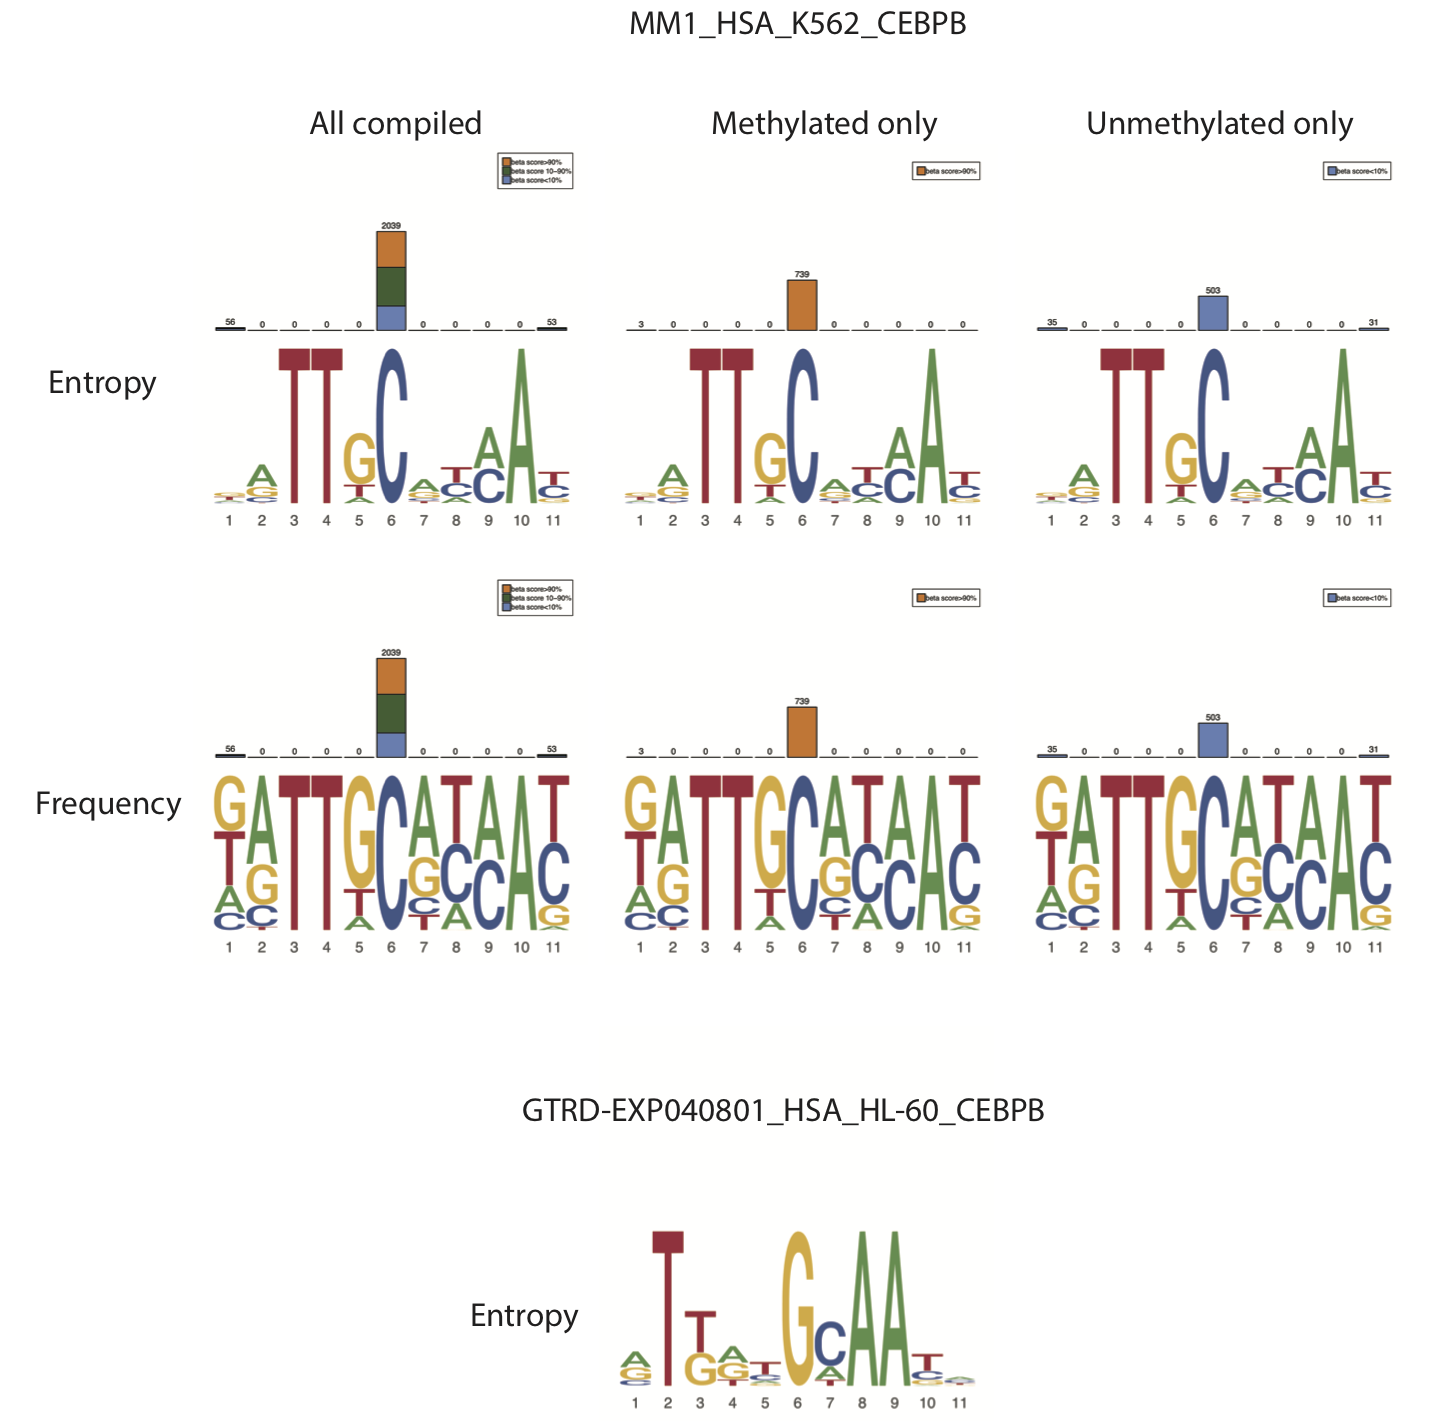 MM1_HSA_K562_CEBPB
All compiled
Methylated only
Unmethylated only
beta score>90%
beta score 10-90%
beta score<10%
beta score>90%
beta score<10%
56 0 0 0 0 2039 0 0 0 0 53
3 0 0 0 0 739 0 0 0 0 0
35 0 0 0 0 503 0 0 0 0 31
Entropy
1 2 3 4 5 6 7 8 9 10 11
1 2 3 4 5 6 7 8 9 10 11
1 2 3 4 5 6 7 8 9 10 11
beta score>90%
beta score 10-90%
beta score<10%
beta score>90%
beta score<10%
56 0 0 0 0 2039 0 0 0 0 53
3 0 0 0 0 739 0 0 0 0 0
35 0 0 0 0 503 0 0 0 0 31
Frequency
GATTGCATAAT
GATTGCATAAT
GATTGCATAAT
1 2 3 4 5 6 7 8 9 10 11
1 2 3 4 5 6 7 8 9 10 11
1 2 3 4 5 6 7 8 9 10 11
GTRD-EXP040801_HSA_HL-60_CEBPB
Entropy
1 2 3 4 5 6 7 8 9 10 11